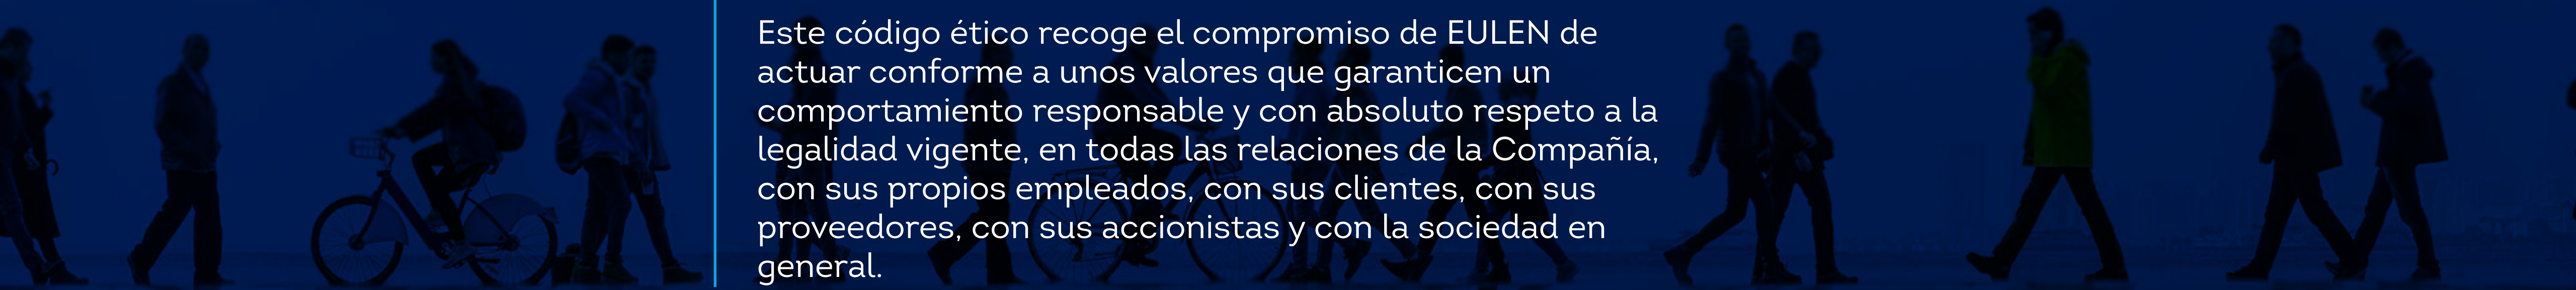 Este código ético recoge el compromiso de EULEN de
actuar conforme a unos valores que garanticen un
comportamiento responsable y con absoluto respeto a la
legalidad vigente, en todas las relaciones de la Compañía,
con sus propios empleados, con sus clientes, con sus
proveedores, con sus accionistas y con la sociedad en
general.